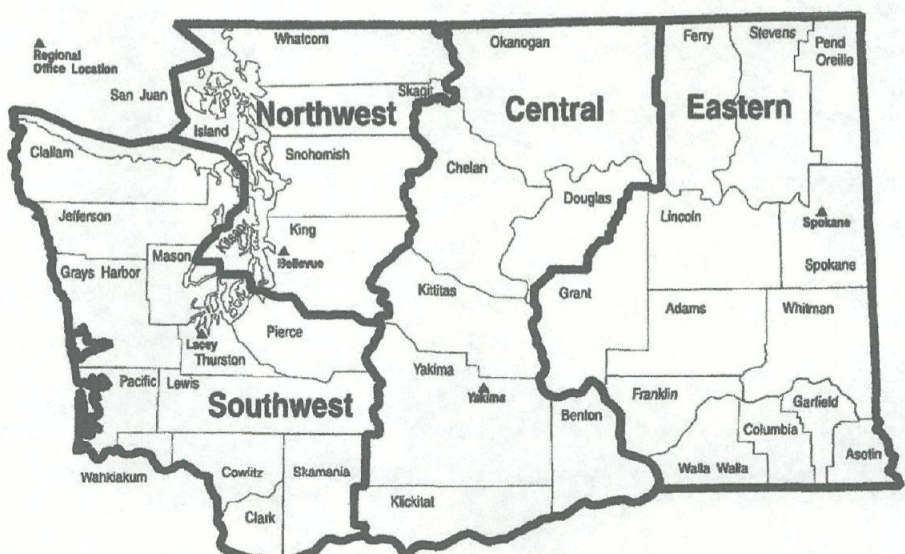 Regional
Office Location
San Juan
Whatcom
Skagit
Island
Northwest
Snohomish
King
Bellevue
Kitsap
Okanogan
Central
Chelan
Douglas
Kittitas
Yakima
Yakima
Benton
Klickital
Ferry
Stevens
Pend
Oreille
Eastern
Lincoln
Spokane
Spokane
Grant
Adams
Whitman
Franklin
Garfield
Columbia
Walla Walla
Asotin
Clallam
Jefferson
Mason
Grays Harbor
Lacey
Thurston
Pierce
Pacific
Lewis
Southwest
Wahkiakum
Cowlitz
Skamania
Clark